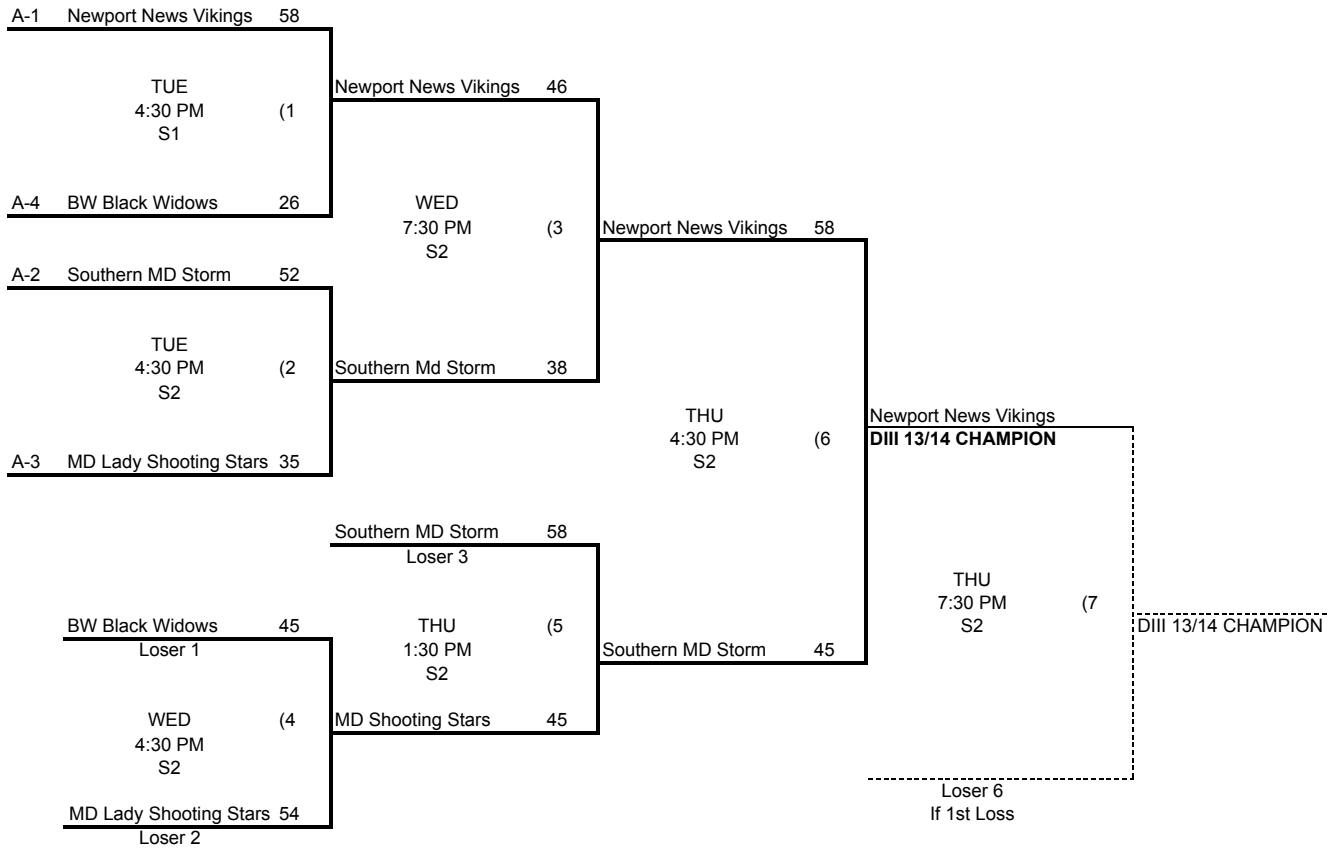 A-1 Newport News Vikings 58
TUE
4:30 PM (1
S1
A-4 BW Black Widows 26
A-2 Southern MD Storm 52
TUE
4:30 PM (2
S2
A-3 MD Lady Shooting Stars 35
Newport News Vikings 46
WED
7:30 PM (3
S2
Southern Md Storm 38
Newport News Vikings 58
THU
4:30 PM (6
S2
Southern MD Storm 58
Loser 3
THU (5
1:30 PM
S2
BW Black Widows 45
Loser 1
WED (4
4:30 PM
S2
MD Lady Shooting Stars 54
Loser 2
MD Shooting Stars 45
Southern MD Storm 45
Newport News Vikings
DIII 13/14 CHAMPION
THU
7:30 PM (7
S2
Loser 6
If 1st Loss
DIII 13/14 CHAMPION